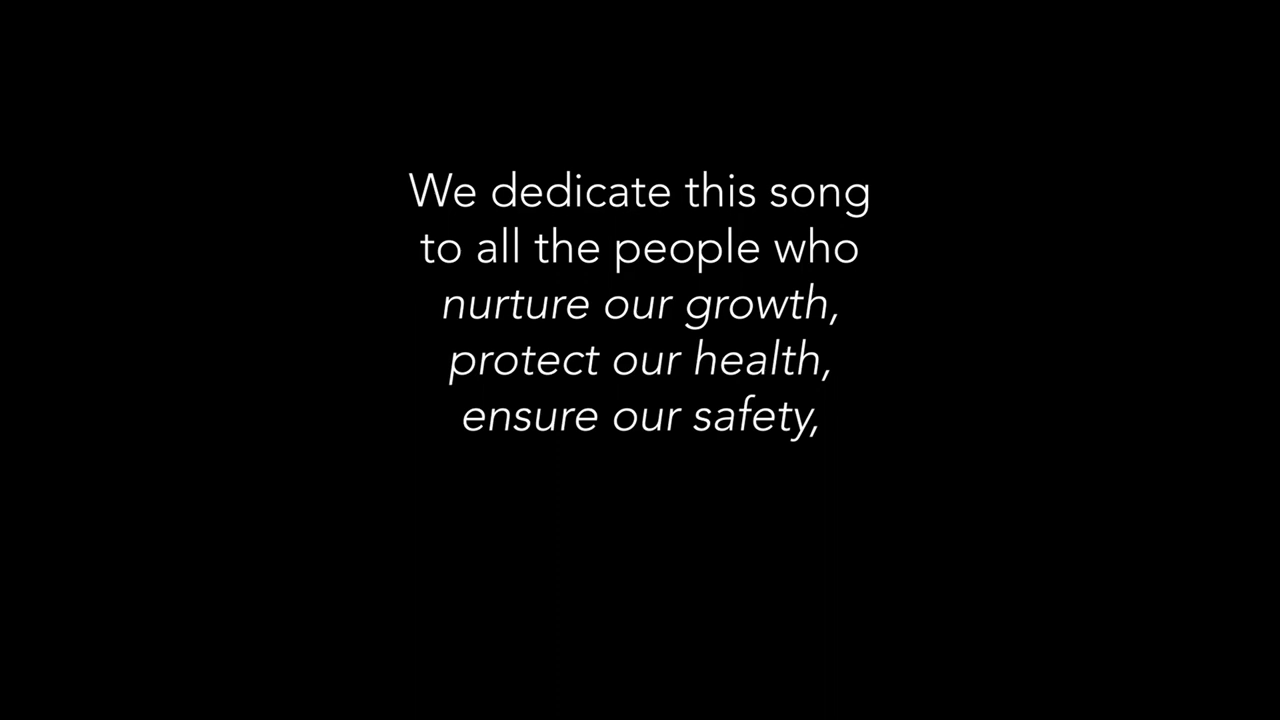 We dedicate this song
to all the people who
nurture our growth,
protect our health,
ensure our safety,